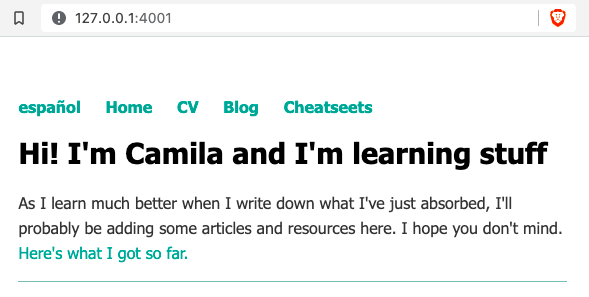 127.0.0.1:4001
español Home CV Blog Cheatseets
Hi! I'm Camila and I'm learning stuff
As I learn much better when I write down what I've just absorbed, I'll
probably be adding some articles and resources here. I hope you don't mind.
Here's what I got so far.